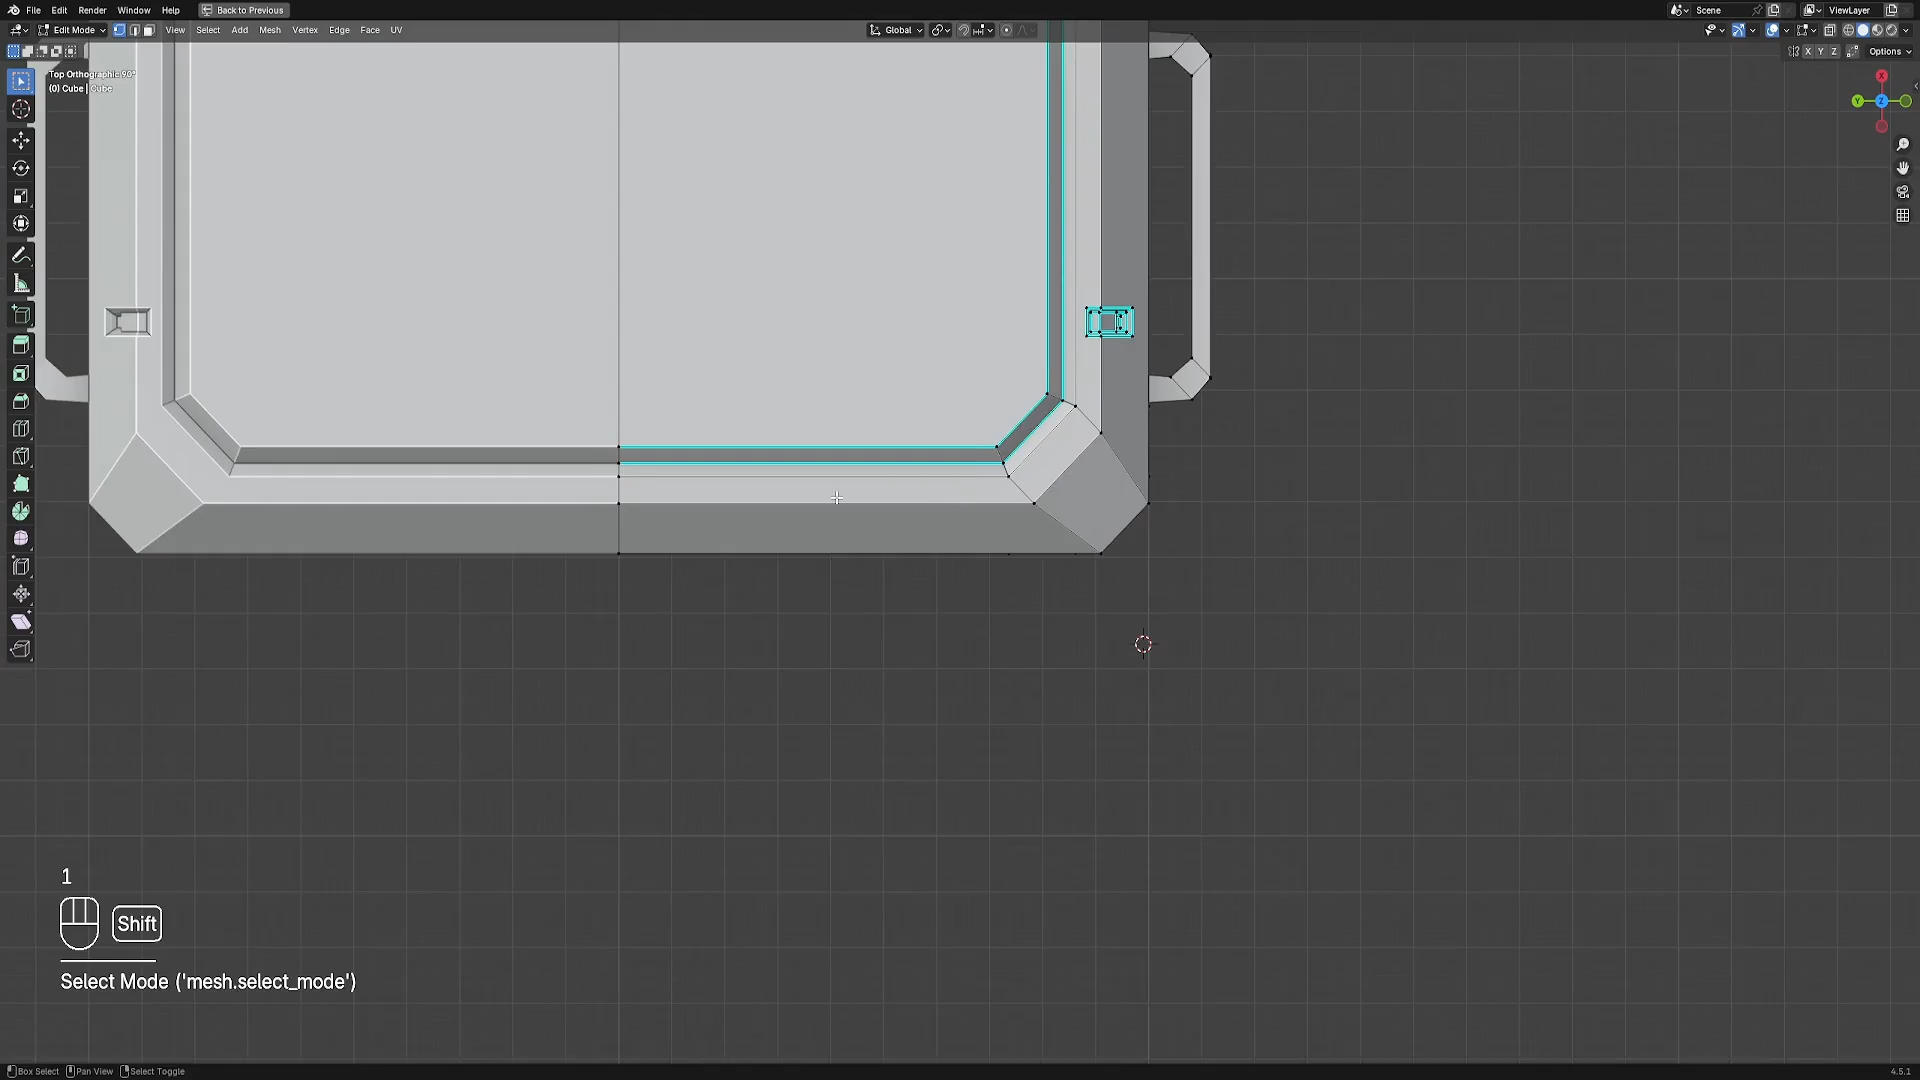 File Edit Render Window Help Back to Previous Scene ViewLayer
Edit Mode View Select Add Mesh Vertex Edge Face UV Global
X Y Z Options
Top Orthographic 90°
(0) Cube | Cube
X
Y Z
1
Shift
Select Mode ('mesh.select_mode')
Box Select Pan View Select Toggle 4.5.1